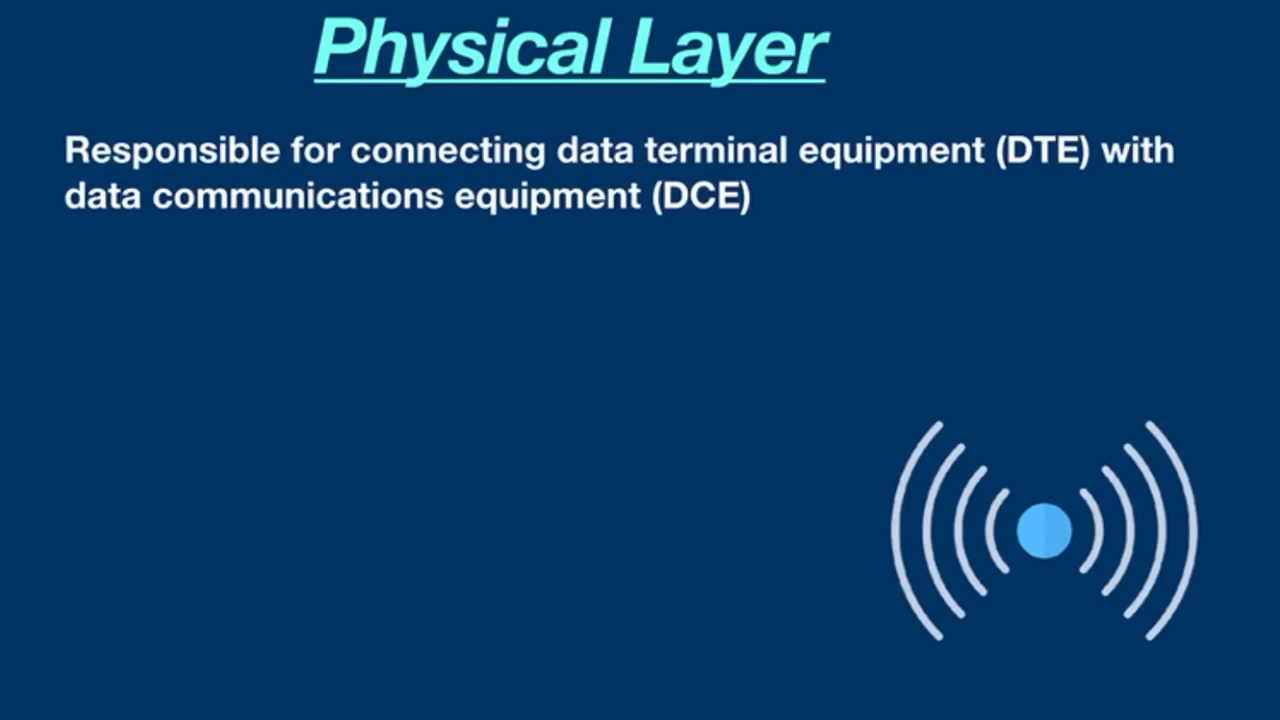 Physical Layer
Responsible for connecting data terminal equipment (DTE) with
data communications equipment (DCE)